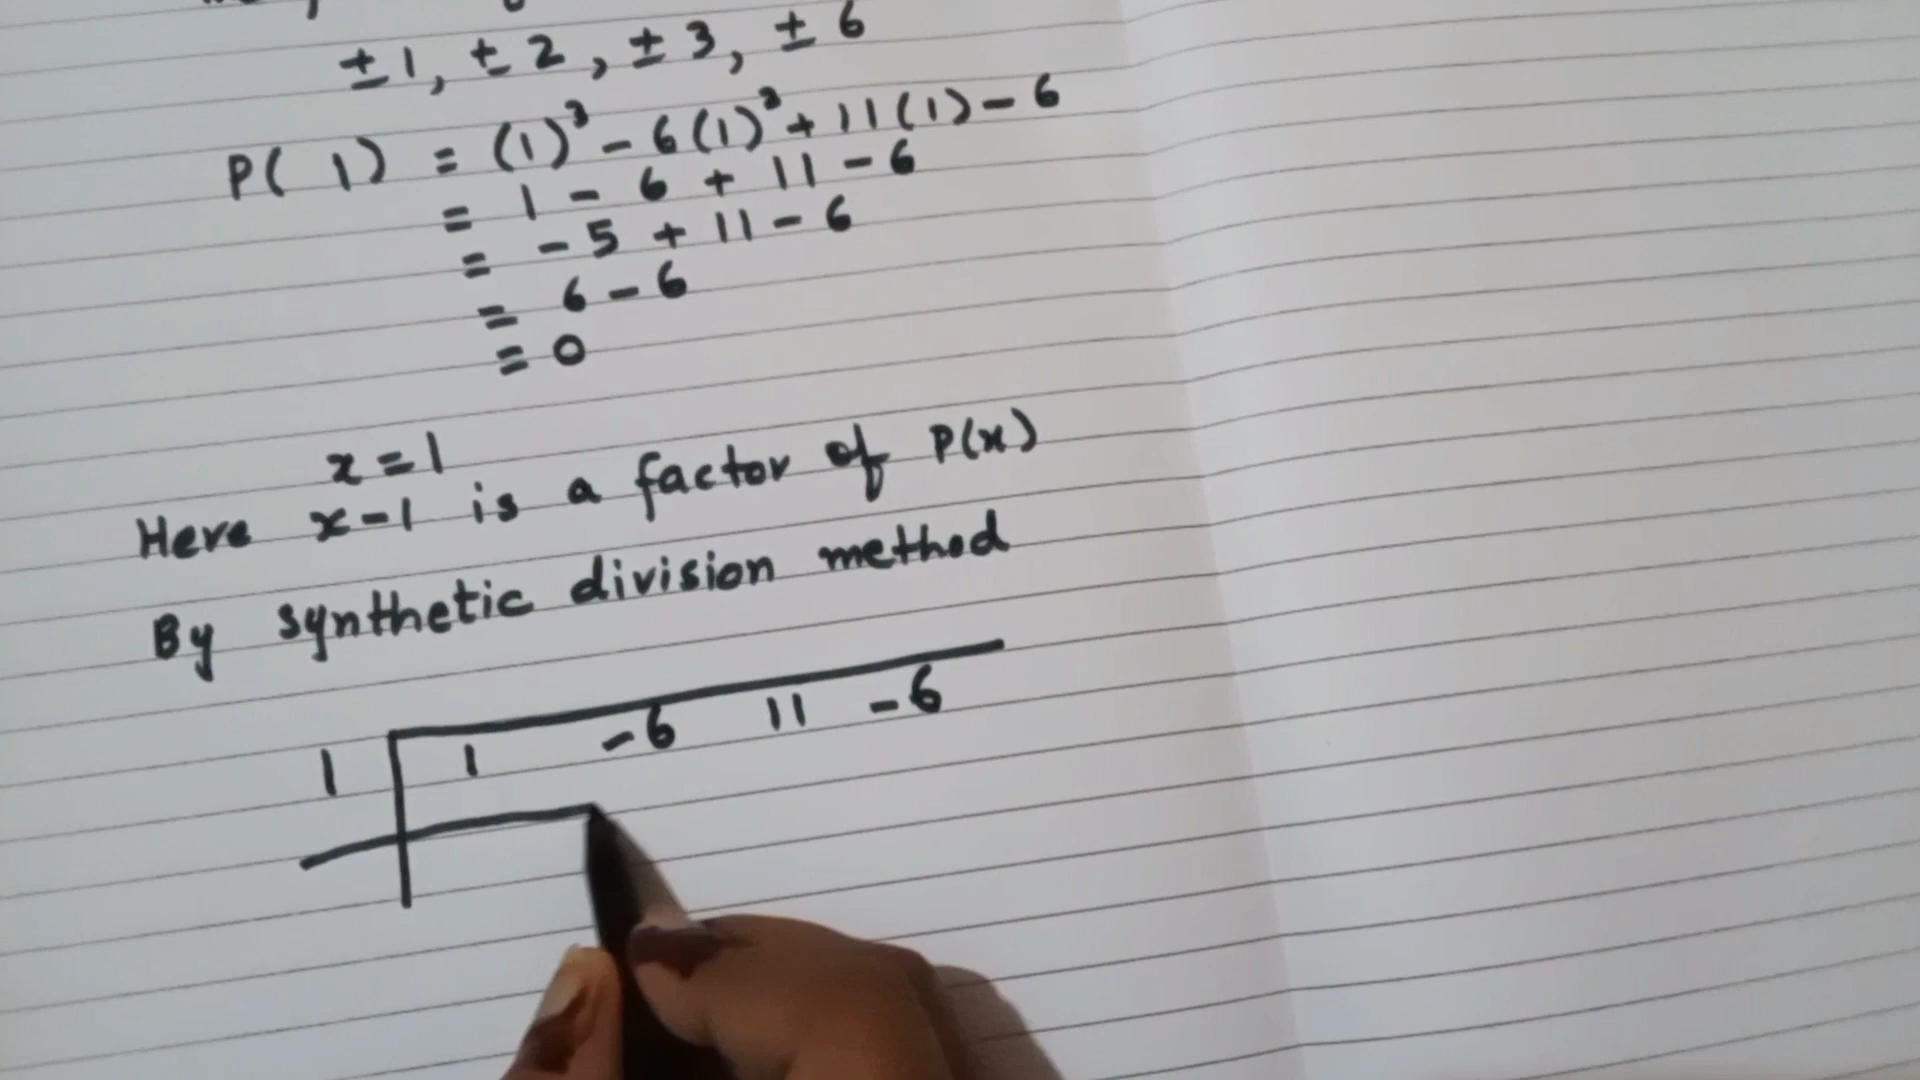 ±1, ±2, ±3, ±6
P( 1) = (1)³ - 6(1)² + 11(1) - 6
= 1 - 6 + 11 - 6
= -5 + 11 - 6
= 6 - 6
= 0
x = 1
Here x-1 is a factor of P(x)
By synthetic division method
1 1 -6 11 -6